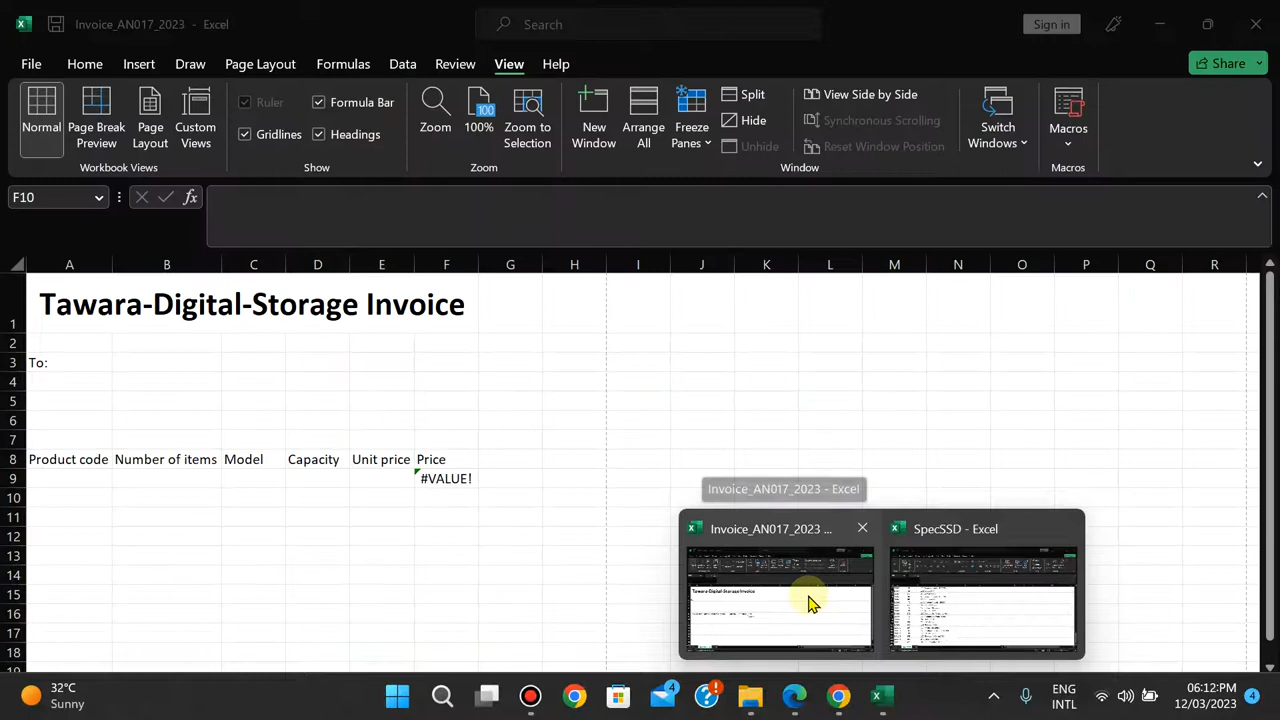 Invoice_AN017_2023 - Excel
Search
Sign in
File Home Insert Draw Page Layout Formulas Data Review View Help
Share
Normal
Page Break Preview
Page Layout
Custom Views
Workbook Views
Ruler
Formula Bar
Gridlines
Headings
Show
Zoom
100
100%
Zoom to Selection
Zoom
New Window
Arrange All
Freeze Panes
Split
Hide
Unhide
View Side by Side
Synchronous Scrolling
Reset Window Position
Switch Windows
Window
Macros
Macros
F10
fx
A B C D E F G H I J K L M N O P Q R
1 Tawara-Digital-Storage Invoice
2
3 To:
4
5
6
7
8 Product code Number of items Model Capacity Unit price Price
9 #VALUE!
10
11
12
13
14
15
16
17
18
Invoice_AN017_2023 - Excel
Invoice_AN017_2023 ...
SpecSSD - Excel
Tawara-Digital-Storage Invoice
32°C
Sunny
4
ENG
INTL
06:12:PM
12/03/2023
4